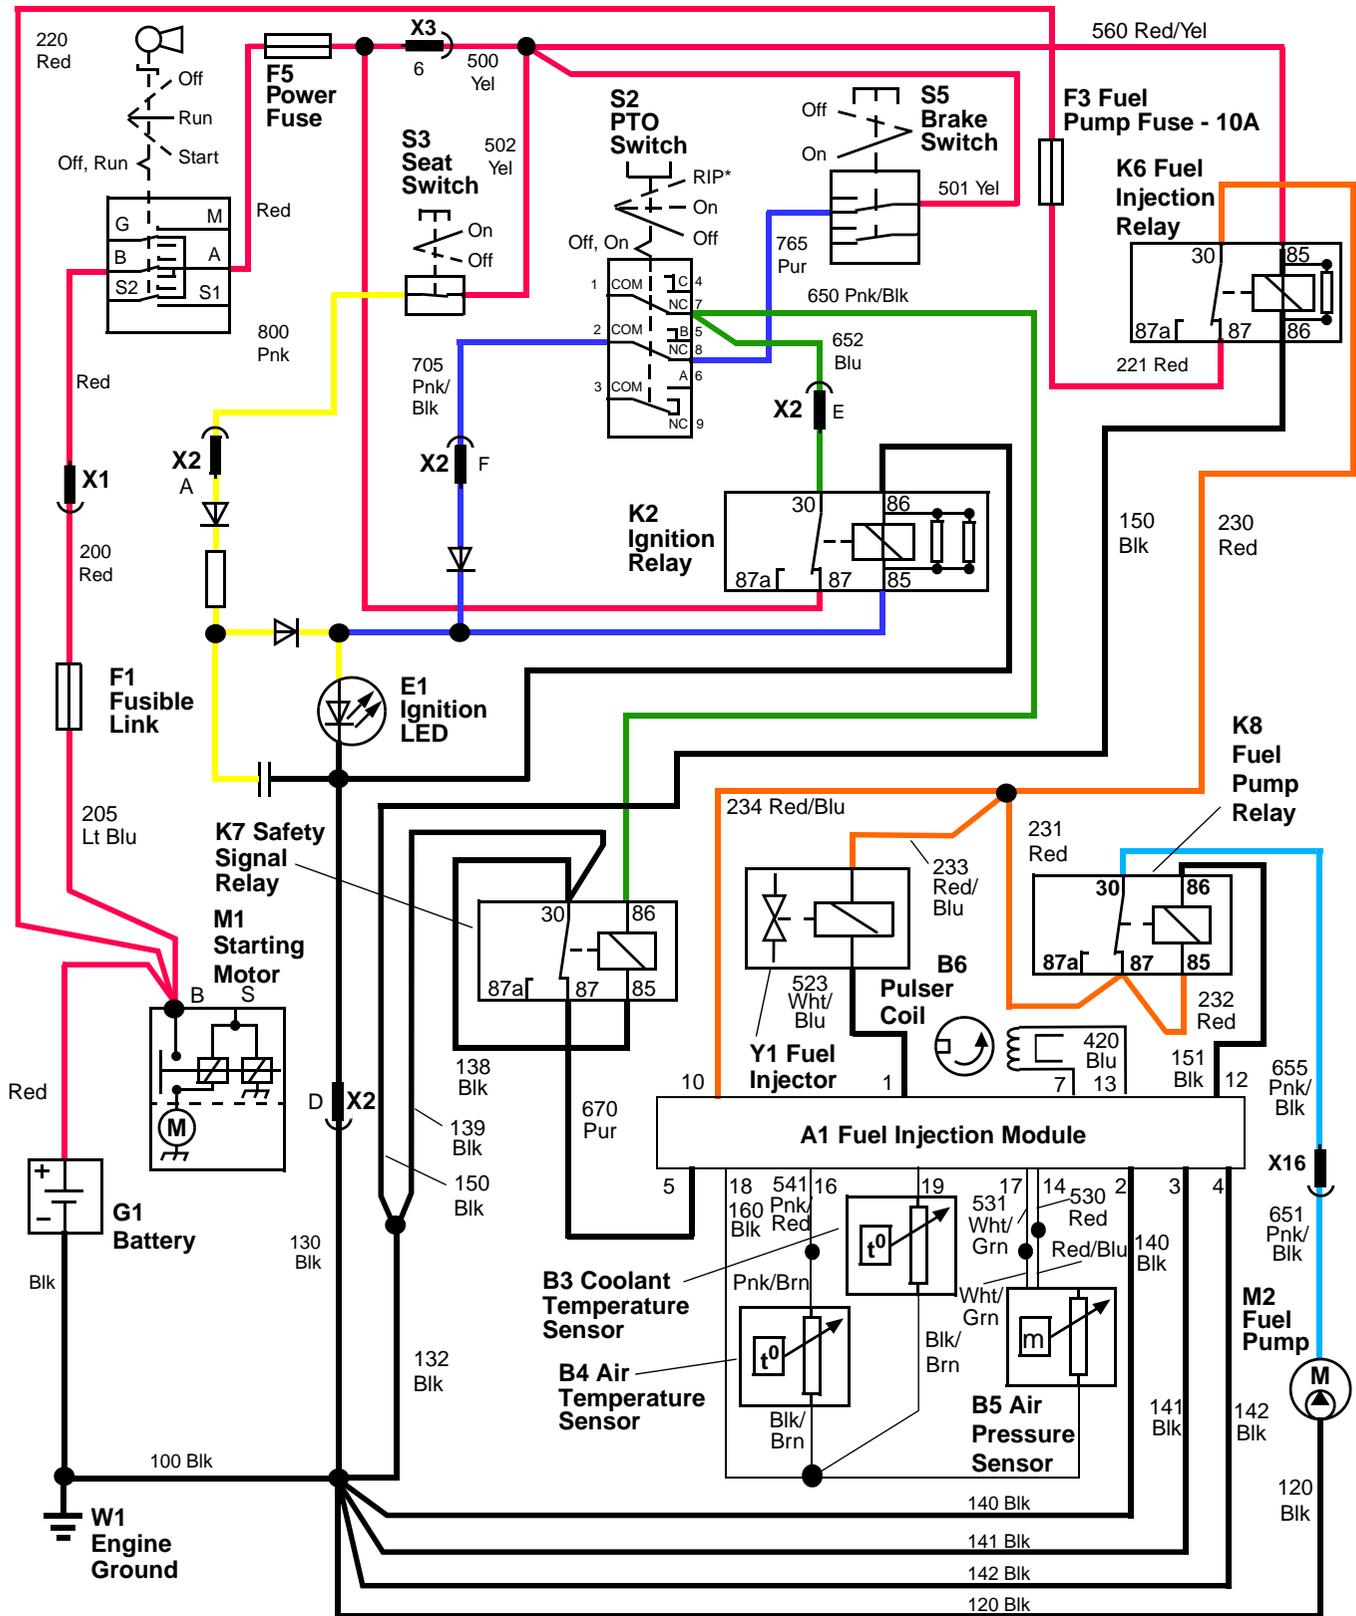 220
Red
Off
Run
Start
Off, Run
G
M
B
A
S2
S1
Red
F5
Power
Fuse
X3
6
500
Yel
502
Yel
S3
Seat
Switch
On
Off
S2
PTO
Switch
RIP*
On
Off
Off, On
1
COM
C
4
NC
7
2
COM
B
5
NC
8
3
COM
A
6
NC
9
S5
Brake
Switch
Off
On
501 Yel
765
Pur
650 Pnk/Blk
560 Red/Yel
F3 Fuel
Pump Fuse - 10A
K6 Fuel
Injection
Relay
30
85
87a
87
86
221 Red
800
Pnk
Red
705
Pnk/
Blk
652
Blu
X2
E
X2
A
X2
F
X1
200
Red
K2
Ignition
Relay
30
86
87a
87
85
150
Blk
230
Red
F1
Fusible
Link
E1
Ignition
LED
205
Lt Blu
K7 Safety
Signal
Relay
M1
Starting
Motor
B
S
M
30
86
87a
87
85
138
Blk
139
Blk
150
Blk
670
Pur
234 Red/Blu
233
Red/
Blu
231
Red
K8
Fuel
Pump
Relay
30
86
87a
87
85
232
Red
523
Wht/
Blu
B6
Pulser
Coil
Y1 Fuel
Injector
420
Blu
151
Blk
655
Pnk/
Blk
10
1
7
13
12
A1 Fuel Injection Module
5
18
16
19
17
14
2
3
4
160
Blk
541
Pnk/
Red
531
Wht/
Grn
530
Red
Red/Blu
140
Blk
X16
651
Pnk/
Blk
Red
+
−
G1
Battery
D
X2
130
Blk
Blk
B3 Coolant
Temperature
Sensor
t⁰
Pnk/Brn
Wht/
Grn
M2
Fuel
Pump
M
B4 Air
Temperature
Sensor
t⁰
Blk/
Brn
Blk/
Brn
m
B5 Air
Pressure
Sensor
132
Blk
141
Blk
142
Blk
100 Blk
120
Blk
W1
Engine
Ground
140 Blk
141 Blk
142 Blk
120 Blk